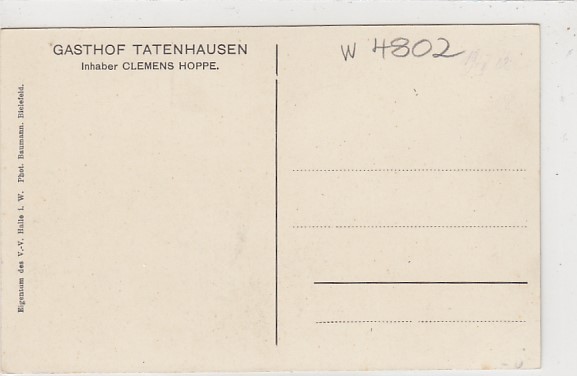 GASTHOF TATENHAUSEN
Inhaber CLEMENS HOPPE.
W 4802
Eigentum des V.-V. Halle i. W. Phot. Baumann, Bielefeld.